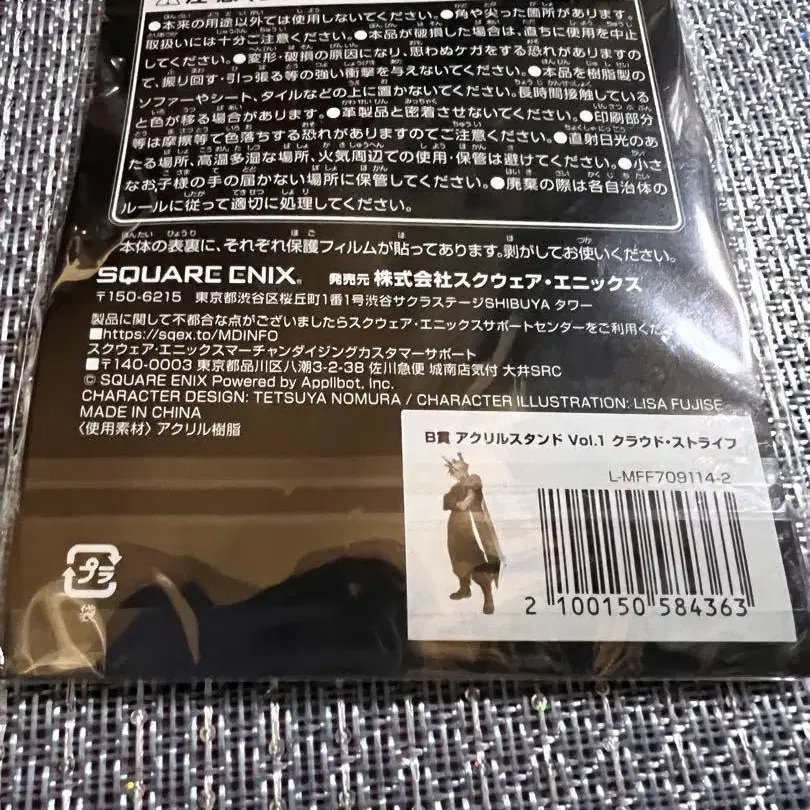 ●本来の用途以外では使用しないでください。●角や尖った箇所があります。
取扱いには十分ご注意ください。●本品が破損した場合は、直ちに使用を中止
してください。●変形・破損の原因になり、思わぬケガをする恐れがありますの
で、振り回す・引っ張る等の強い衝撃を与えないでください。●本品を樹脂製の
ソファーやシート、タイルなどの上に置かないでください。長時間接触している
と色が移る場合があります。●革製品と密着させないでください。●印刷部分
等は摩擦等で色落ちする恐れがありますのでご注意ください。●直射日光のあ
たる場所、高温多湿な場所、火気周辺での使用・保管は避けてください。●小さ
なお子様の手の届かない場所に保管してください。●廃棄の際は各自治体の
ルールに従って適切に処理してください。
本体の表裏に、それぞれ保護フィルムが貼ってあります。剥がしてお使いください。
SQUARE ENIX. 発売元 株式会社スクウェア・エニックス
〒150-6215 東京都渋谷区桜丘町1番1号渋谷サクラステージSHIBUYA タワー
製品に関して不都合な点がございましたらスクウェア・エニックスサポートセンターをご利用くだ
■https://sqex.to/MDINFO
スクウェア・エニックスマーチャンダイジングカスタマーサポート
■〒140-0003 東京都品川区八潮3-2-38 佐川急便 城南店気付 大井SRC
© SQUARE ENIX Powered by Applibot, Inc.
CHARACTER DESIGN: TETSUYA NOMURA / CHARACTER ILLUSTRATION: LISA FUJISE
MADE IN CHINA
〈使用素材〉アクリル樹脂
B賞 アクリルスタンド Vol.1 クラウド・ストライフ
L-MFF709114-2
2 100150 584363
プラ
袋